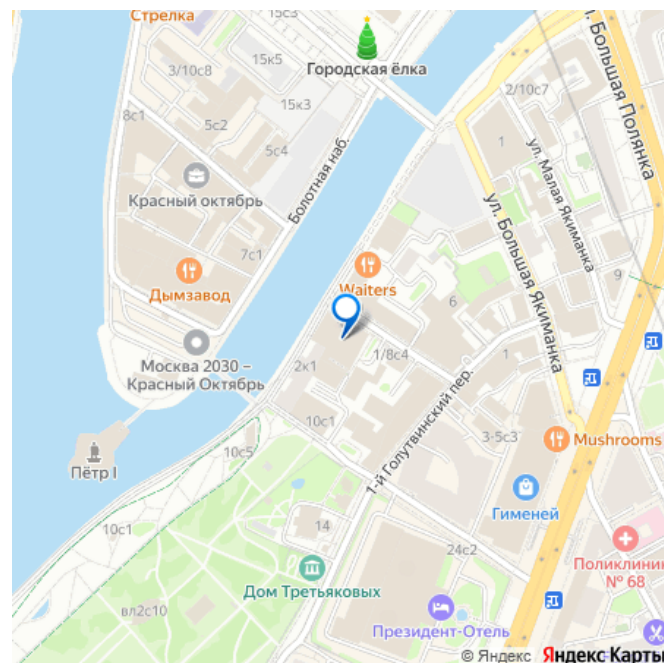 Стрелка
15к5
Городская ёлка
3/10с8
15к3
8с1
5с2
5с4
Болотная наб.
Красный октябрь
7с1
Дымзавод
Москва 2030 –
Красный Октябрь
Пётр I
2/10с7
1
ул. Малая Якиманка
ул. Большая Полянка
ул. Большая Якиманка
9
Waiters
6
2к1
1/8с4
1
10с1
1-й Голутвинский пер.
3-5с3
Mushrooms
10с5
Гименей
10с1
14
24с2
Поликлиник
№ 68
Дом Третьяковых
вл2с10
Президент-Отель
© Яндекс Яндекс Карты